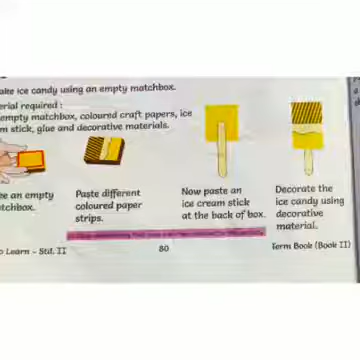 ake ice candy using an empty matchbox.
erial required :
empty matchbox, coloured craft papers, ice
m stick, glue and decorative materials.
ke an empty
tchbox.
Paste different
coloured paper
strips.
Now paste an
ice cream stick
at the back of box.
Decorate the
ice candy using
decorative
material.
o Learn - Std. II
80
Term Book (Book II)